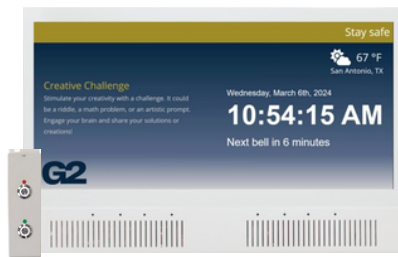 Stay safe
67 °F
San Antonio, TX
Creative Challenge
Stimulate your creativity with a challenge. It could
be a riddle, a math problem, or an artistic prompt.
Engage your brain and share your solutions or
creations!
Wednesday, March 6th, 2024
10:54:15 AM
Next bell in 6 minutes
G2